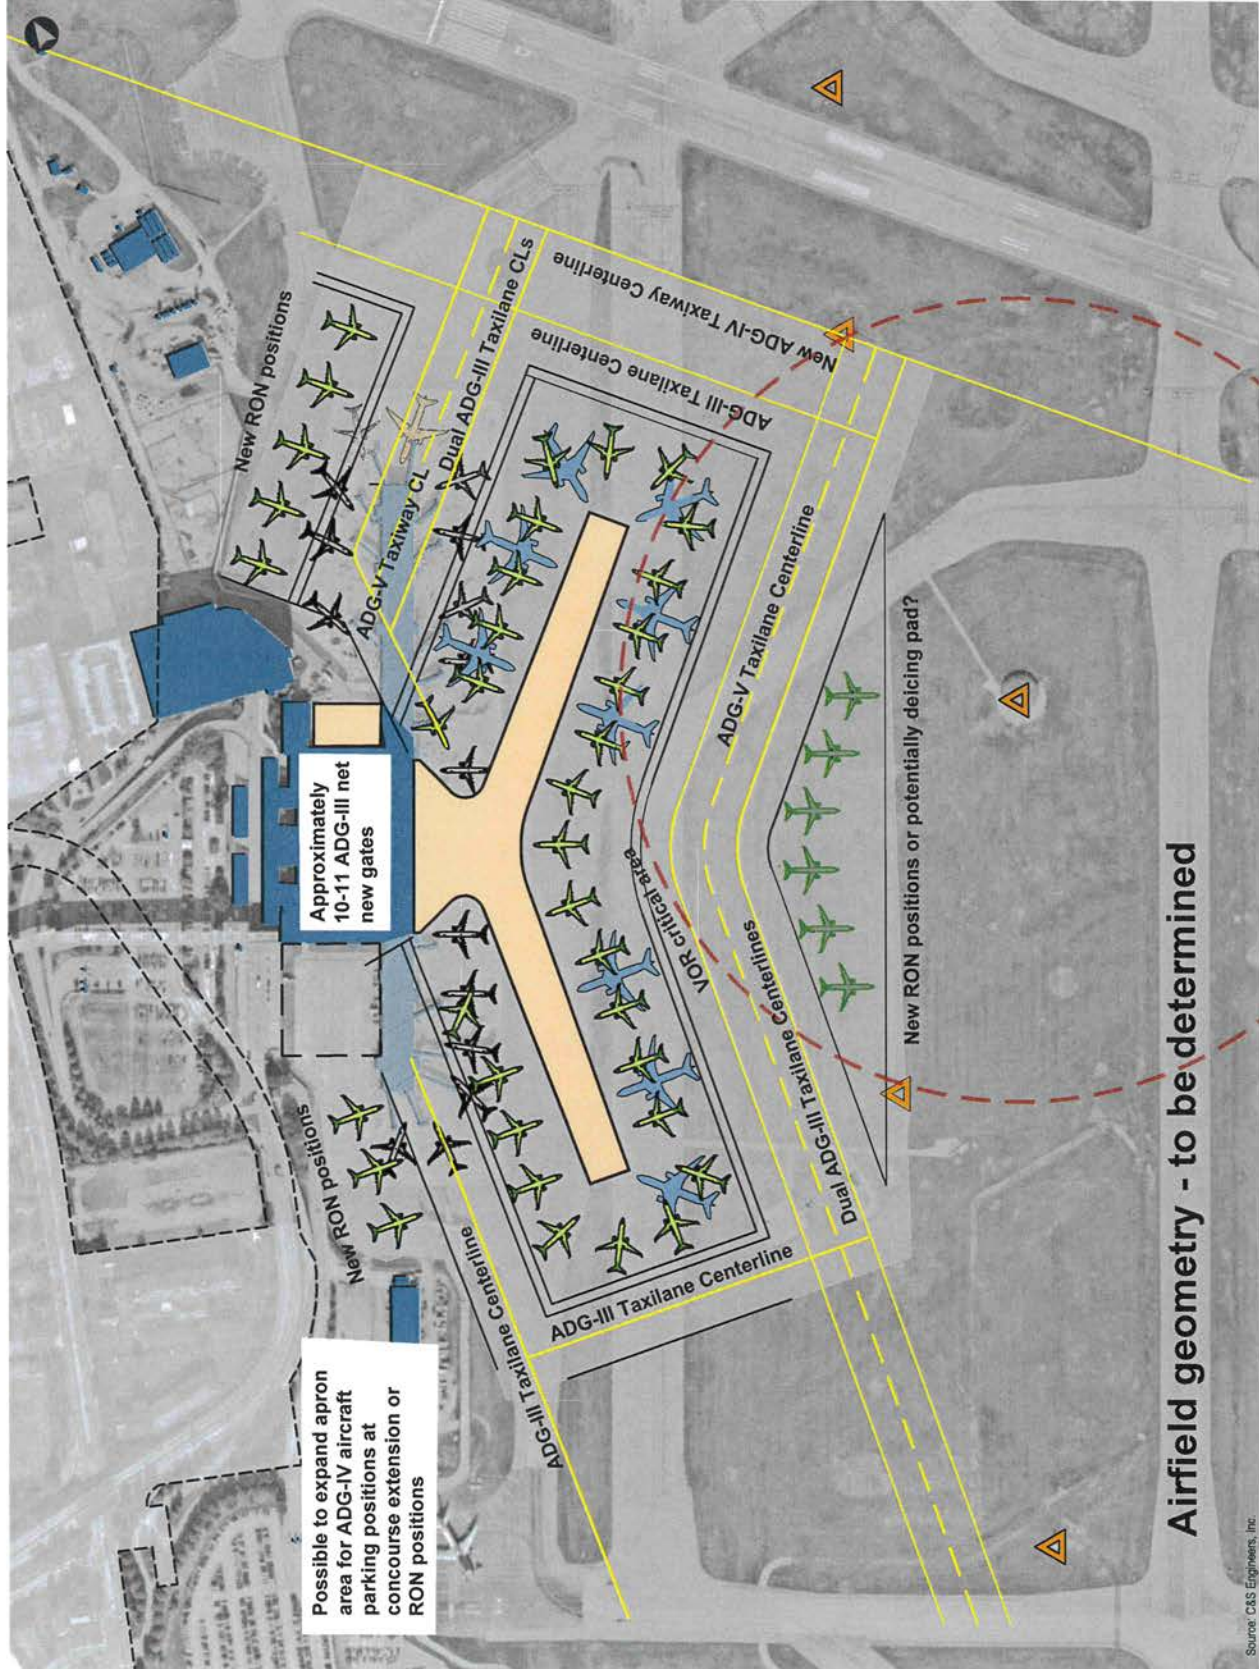 Possible to expand apron
area for ADG-IV aircraft
parking positions at
concourse extension or
RON positions
Approximately
10-11 ADG-III net
new gates
New RON positions
New RON positions
ADG-V Taxiway CL
Dual ADG-III Taxilane CLs
ADG-III Taxilane Centerline
ADG-III Taxilane Centerline
ADG-III Taxilane Centerline
New ADG-IV Taxiway Centerline
VOR critical area
ADG-V Taxilane Centerline
Dual ADG-III Taxilane Centerlines
New RON positions or potentially deicing pad?
Airfield geometry - to be determined
Source: C&S Engineers, Inc.